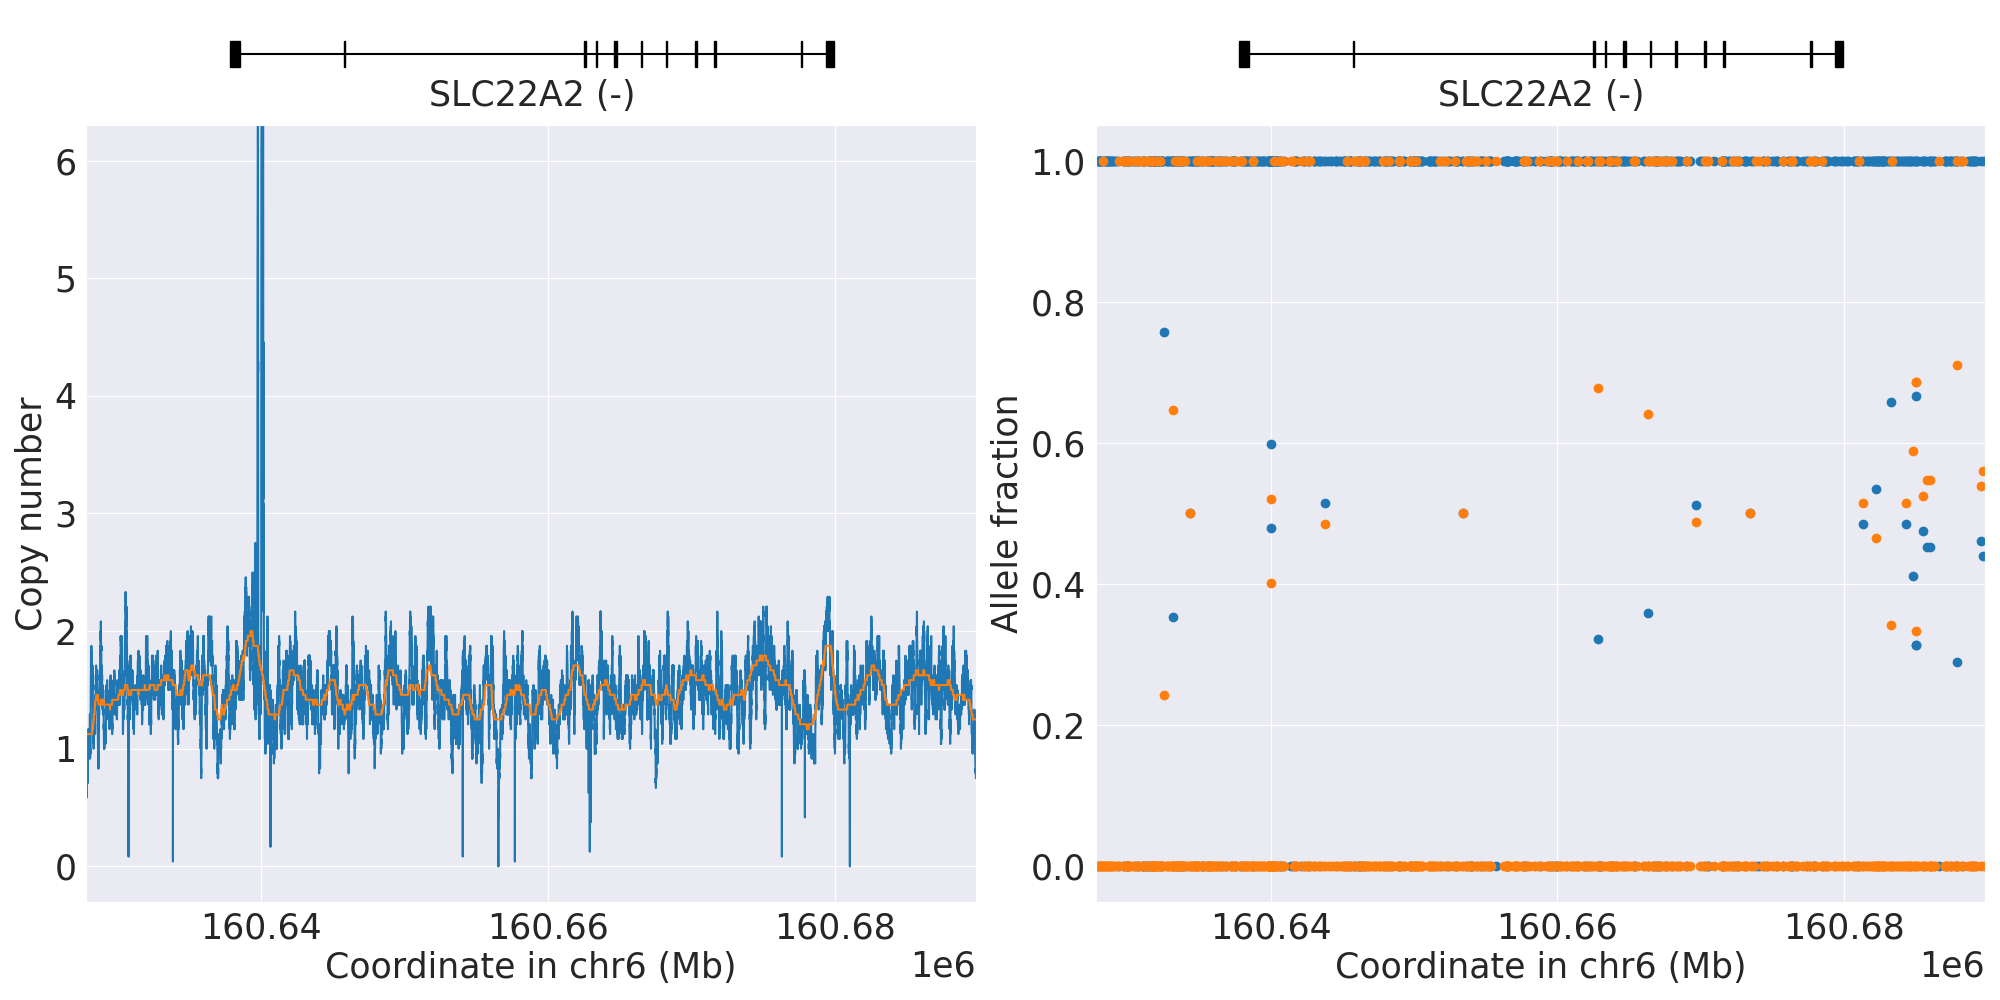 SLC22A2 (-)
SLC22A2 (-)
Copy number
6
5
4
3
2
1
0
160.64
160.66
160.68
Coordinate in chr6 (Mb)
1e6
Allele fraction
1.0
0.8
0.6
0.4
0.2
0.0
160.64
160.66
160.68
Coordinate in chr6 (Mb)
1e6